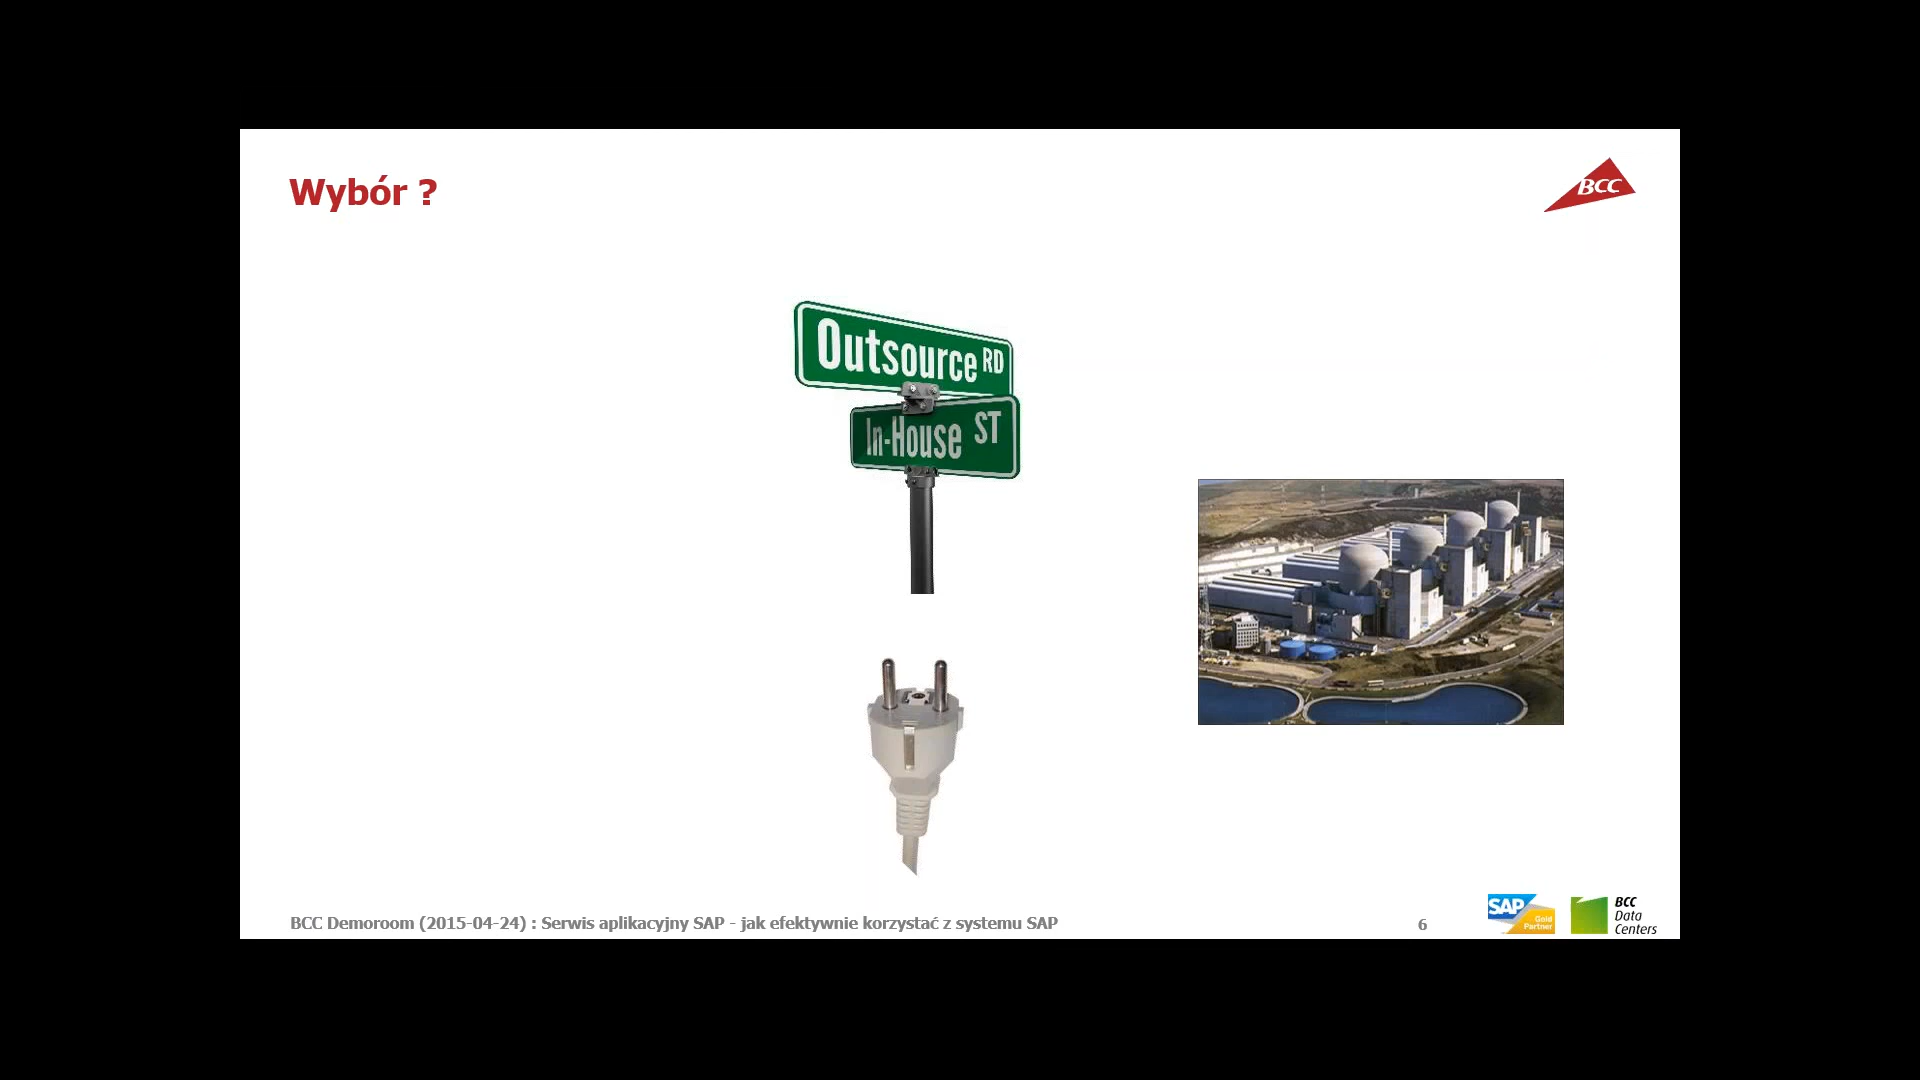 Wybór ?
BCC
Outsource RD
In-House ST
BCC Demoroom (2015-04-24) : Serwis aplikacyjny SAP - jak efektywnie korzystać z systemu SAP
6
SAP
Gold
Partner
BCC
Data
Centers